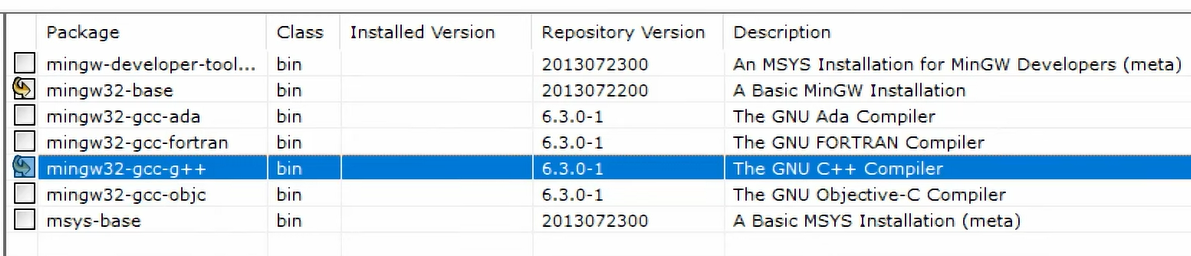 Package Class Installed Version Repository Version Description
mingw-developer-tool... bin 2013072300 An MSYS Installation for MinGW Developers (meta)
mingw32-base bin 2013072200 A Basic MinGW Installation
mingw32-gcc-ada bin 6.3.0-1 The GNU Ada Compiler
mingw32-gcc-fortran bin 6.3.0-1 The GNU FORTRAN Compiler
mingw32-gcc-g++ bin 6.3.0-1 The GNU C++ Compiler
mingw32-gcc-objc bin 6.3.0-1 The GNU Objective-C Compiler
msys-base bin 2013072300 A Basic MSYS Installation (meta)